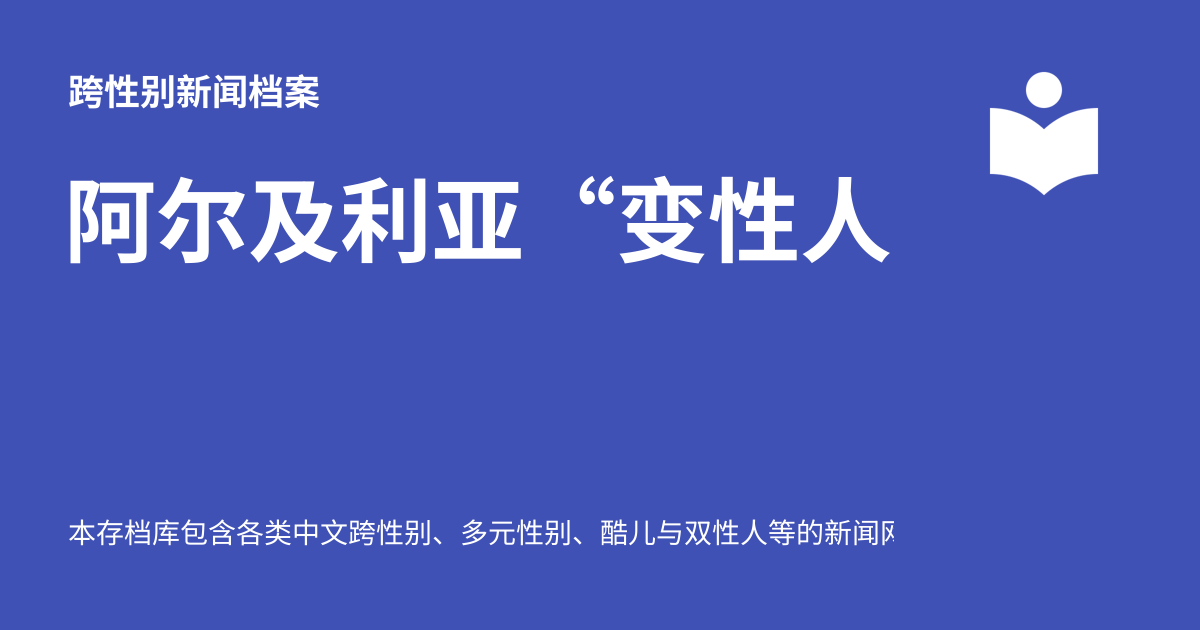 跨性别新闻档案
阿尔及利亚“变性人
本存档库包含各类中文跨性别、多元性别、酷儿与双性人等的新闻网